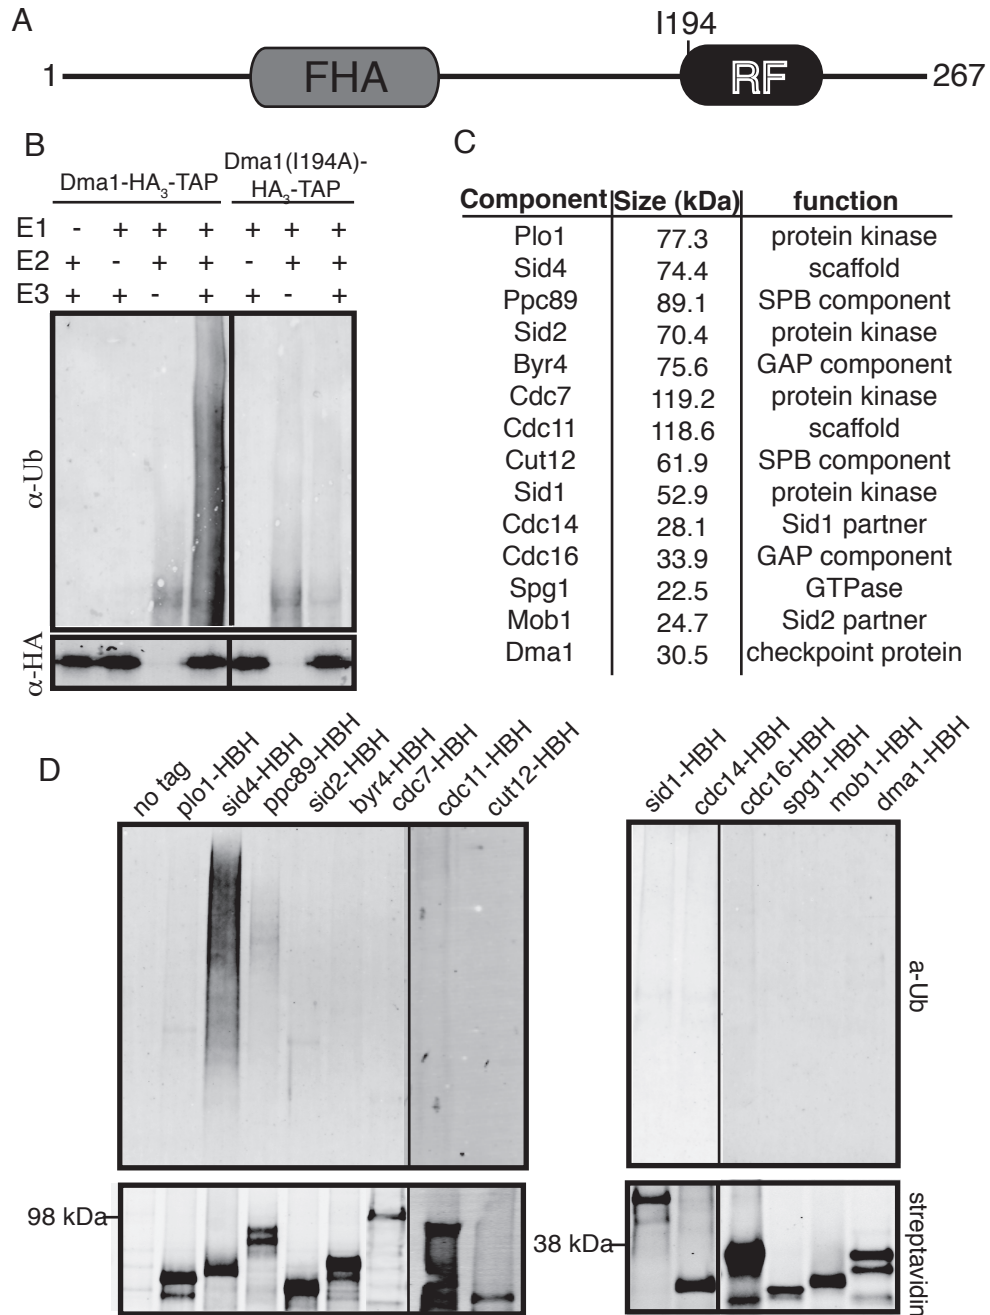 A
I194
1 FHA RF 267
B
Dma1-HA3-TAP
Dma1(I194A)-
HA3-TAP
E1 - + + + + + +
E2 + - + + - + +
E3 + + - + + - +
α-Ub
α-HA
C
Component Size (kDa) function
Plo1 77.3 protein kinase
Sid4 74.4 scaffold
Ppc89 89.1 SPB component
Sid2 70.4 protein kinase
Byr4 75.6 GAP component
Cdc7 119.2 protein kinase
Cdc11 118.6 scaffold
Cut12 61.9 SPB component
Sid1 52.9 protein kinase
Cdc14 28.1 Sid1 partner
Cdc16 33.9 GAP component
Spg1 22.5 GTPase
Mob1 24.7 Sid2 partner
Dma1 30.5 checkpoint protein
D
no tag
plo1-HBH
sid4-HBH
ppc89-HBH
sid2-HBH
byr4-HBH
cdc7-HBH
cdc11-HBH
cut12-HBH
sid1-HBH
cdc14-HBH
cdc16-HBH
spg1-HBH
mob1-HBH
dma1-HBH
a-Ub
98 kDa
38 kDa
streptavidin